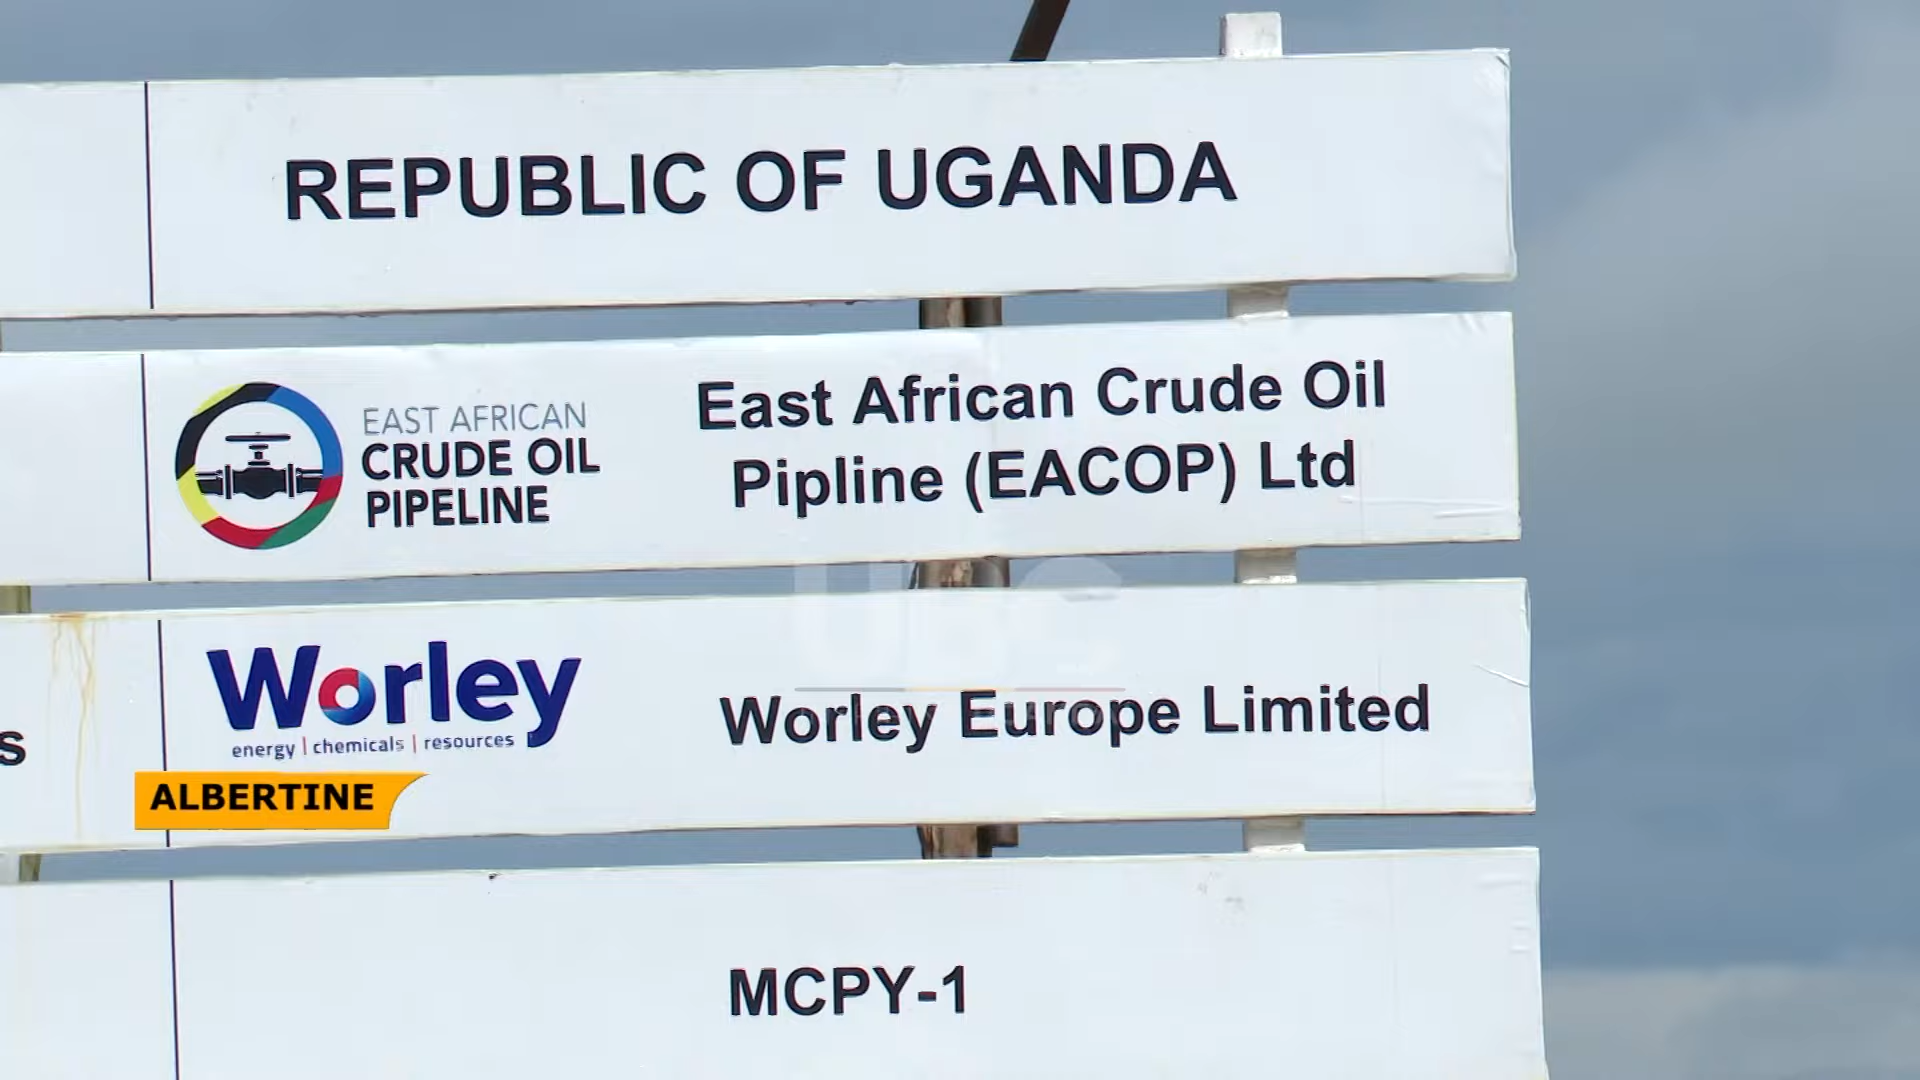 REPUBLIC OF UGANDA
EAST AFRICAN
CRUDE OIL
PIPELINE
East African Crude Oil
Pipline (EACOP) Ltd
Worley
energy | chemicals | resources
Worley Europe Limited
s
ALBERTINE
MCPY-1